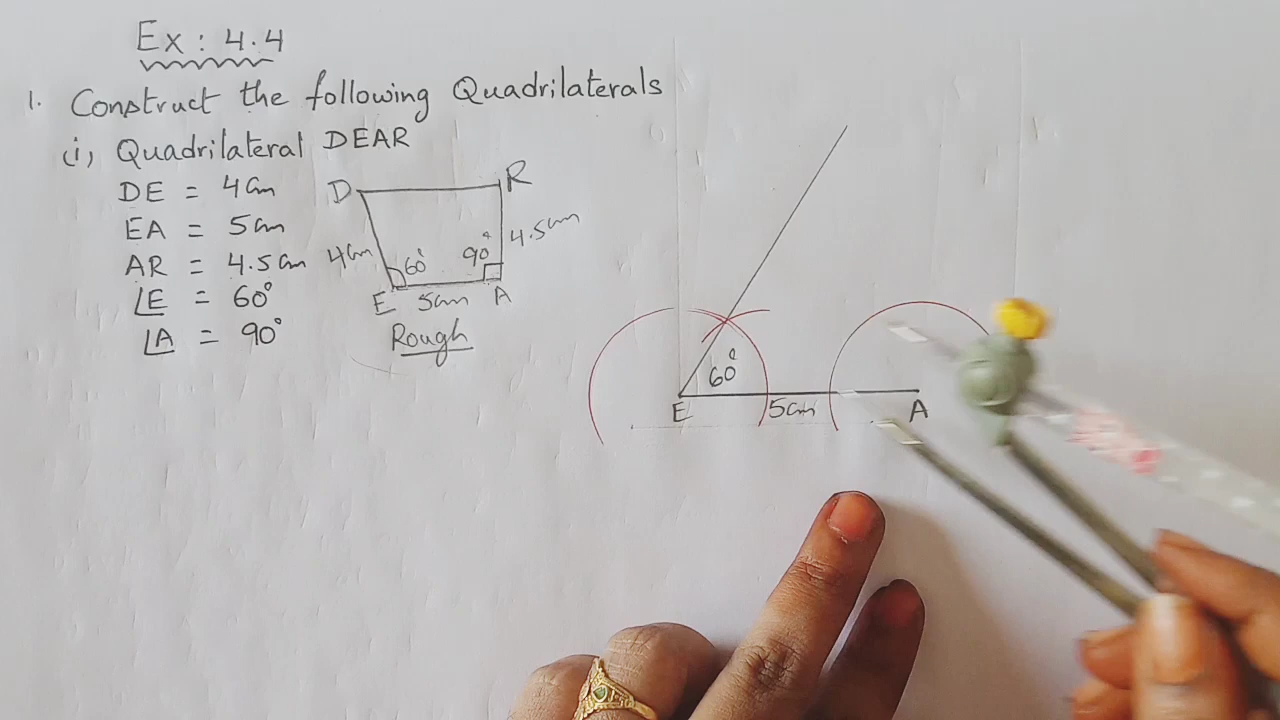 Ex : 4.4
1. Construct the following Quadrilaterals
(i) Quadrilateral DEAR
DE = 4cm
EA = 5cm
AR = 4.5cm
∠E = 60°
∠A = 90°
D R
4cm 60° 90° 4.5cm
E 5cm A
Rough
60°
E 5cm A